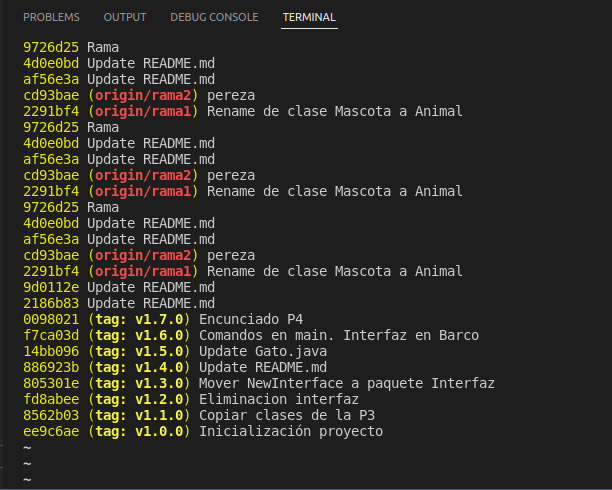 PROBLEMS OUTPUT DEBUG CONSOLE TERMINAL
9726d25 Rama
4d0e0bd Update README.md
af56e3a Update README.md
cd93bae (origin/rama2) pereza
2291bf4 (origin/rama1) Rename de clase Mascota a Animal
9726d25 Rama
4d0e0bd Update README.md
af56e3a Update README.md
cd93bae (origin/rama2) pereza
2291bf4 (origin/rama1) Rename de clase Mascota a Animal
9726d25 Rama
4d0e0bd Update README.md
af56e3a Update README.md
cd93bae (origin/rama2) pereza
2291bf4 (origin/rama1) Rename de clase Mascota a Animal
9d0112e Update README.md
2186b83 Update README.md
0098021 (tag: v1.7.0) Encunciado P4
f7ca03d (tag: v1.6.0) Comandos en main. Interfaz en Barco
14bb096 (tag: v1.5.0) Update Gato.java
886923b (tag: v1.4.0) Update README.md
805301e (tag: v1.3.0) Mover NewInterface a paquete Interfaz
fd8abee (tag: v1.2.0) Eliminacion interfaz
8562b03 (tag: v1.1.0) Copiar clases de la P3
ee9c6ae (tag: v1.0.0) Inicialización proyecto
~
~
~